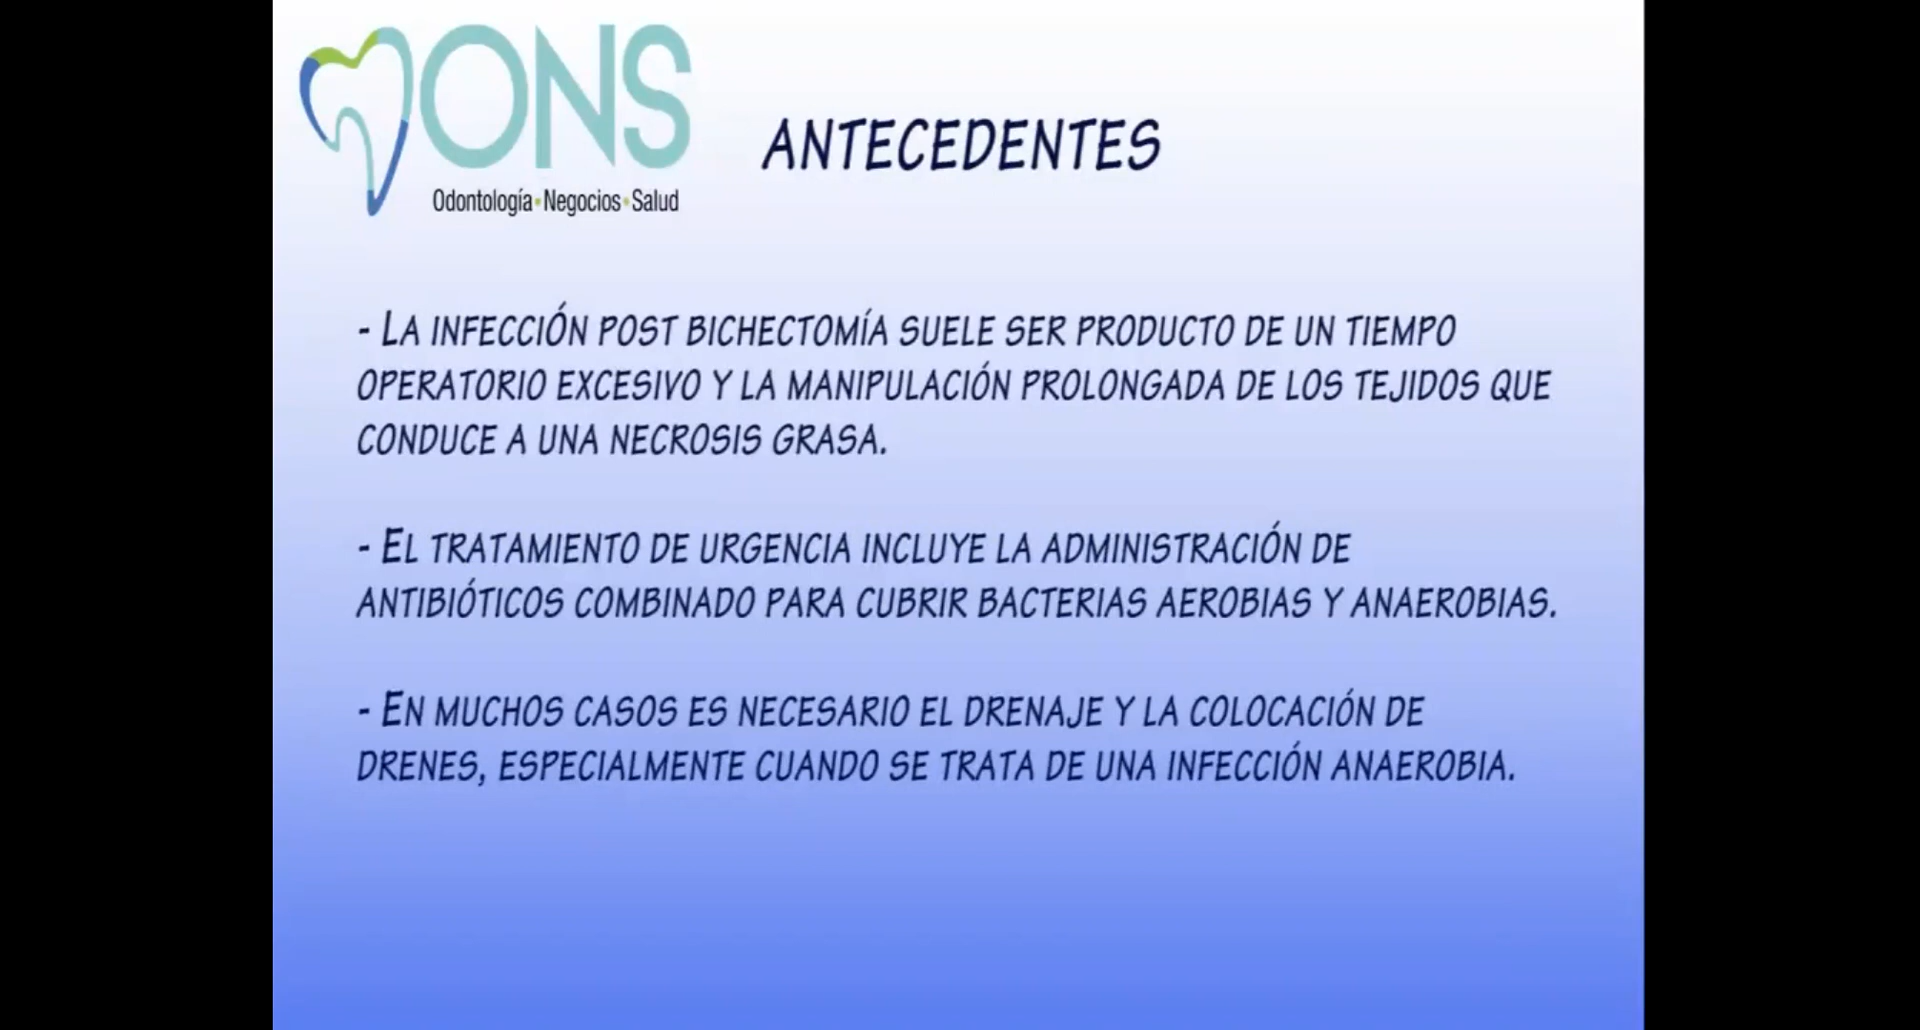 ONS
Odontología•Negocios•Salud
ANTECEDENTES
- LA INFECCIÓN POST BICHECTOMÍA SUELE SER PRODUCTO DE UN TIEMPO
OPERATORIO EXCESIVO Y LA MANIPULACIÓN PROLONGADA DE LOS TEJIDOS QUE
CONDUCE A UNA NECROSIS GRASA.
- EL TRATAMIENTO DE URGENCIA INCLUYE LA ADMINISTRACIÓN DE
ANTIBIÓTICOS COMBINADO PARA CUBRIR BACTERIAS AEROBIAS Y ANAEROBIAS.
- EN MUCHOS CASOS ES NECESARIO EL DRENAJE Y LA COLOCACIÓN DE
DRENES, ESPECIALMENTE CUANDO SE TRATA DE UNA INFECCIÓN ANAEROBIA.